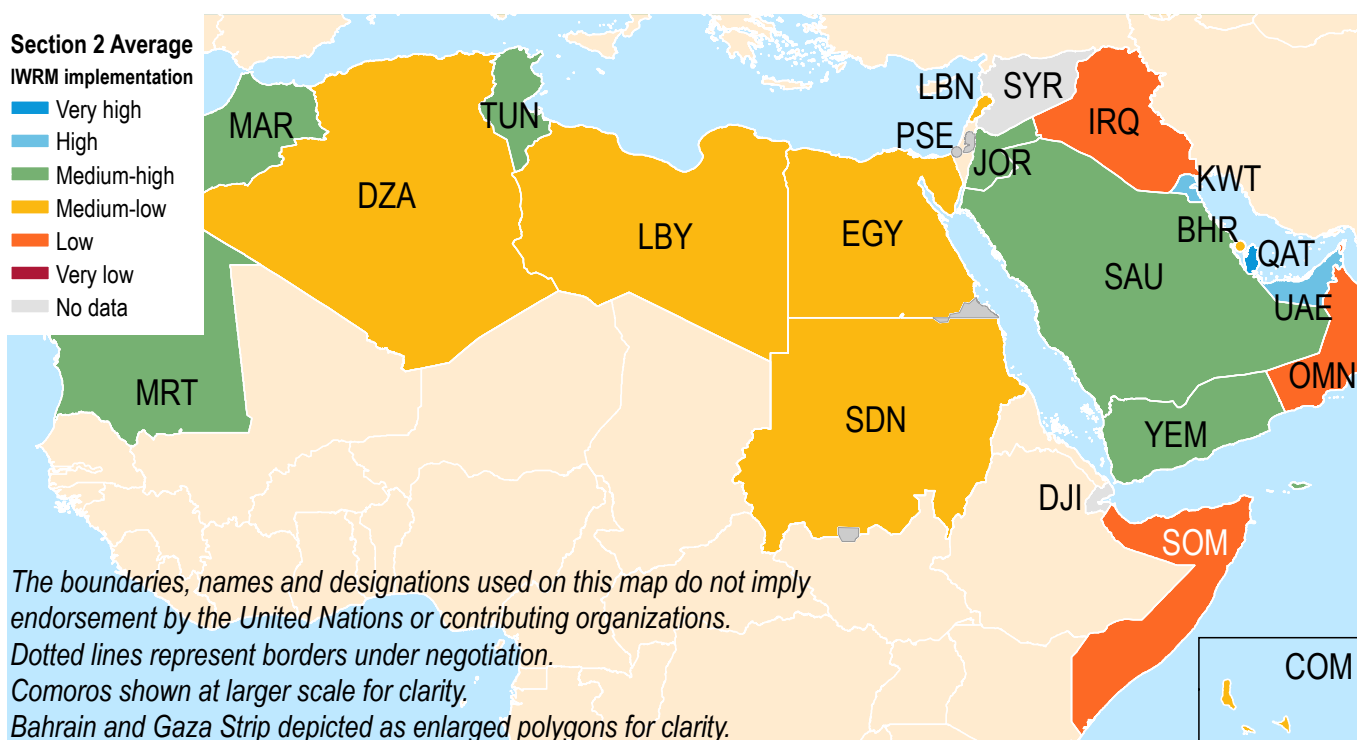 Section 2 Average
IWRM implementation
Very high
High
Medium-high
Medium-low
Low
Very low
No data
MAR
DZA
TUN
LBY
EGY
LBN
SYR
PSE
JOR
IRQ
KWT
BHR
QAT
SAU
UAE
OMN
MRT
SDN
YEM
DJI
SOM
COM
The boundaries, names and designations used on this map do not imply
endorsement by the United Nations or contributing organizations.
Dotted lines represent borders under negotiation.
Comoros shown at larger scale for clarity.
Bahrain and Gaza Strip depicted as enlarged polygons for clarity.